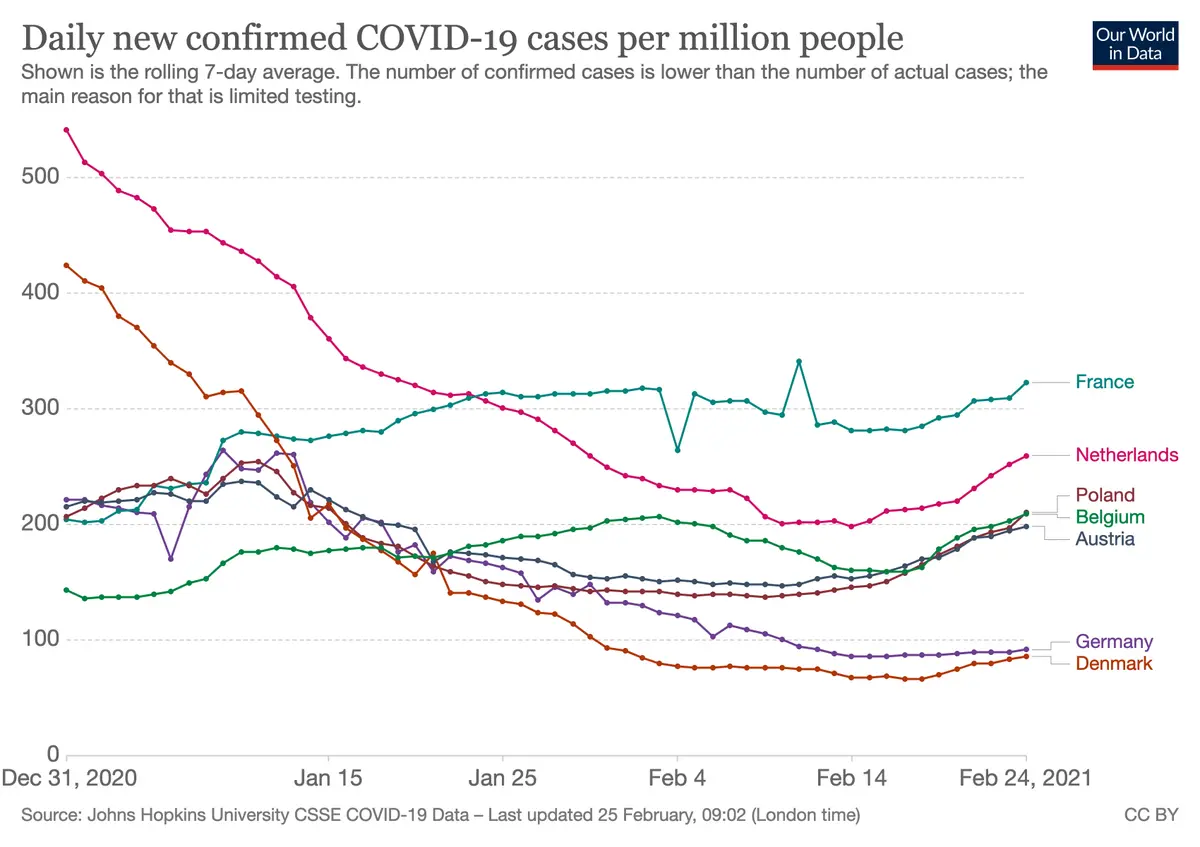 Daily new confirmed COVID-19 cases per million people
Our World
in Data
Shown is the rolling 7-day average. The number of confirmed cases is lower than the number of actual cases; the
main reason for that is limited testing.
500
400
300
200
100
0
France
Netherlands
Poland
Belgium
Austria
Germany
Denmark
Dec 31, 2020
Jan 15
Jan 25
Feb 4
Feb 14
Feb 24, 2021
Source: Johns Hopkins University CSSE COVID-19 Data – Last updated 25 February, 09:02 (London time)
CC BY